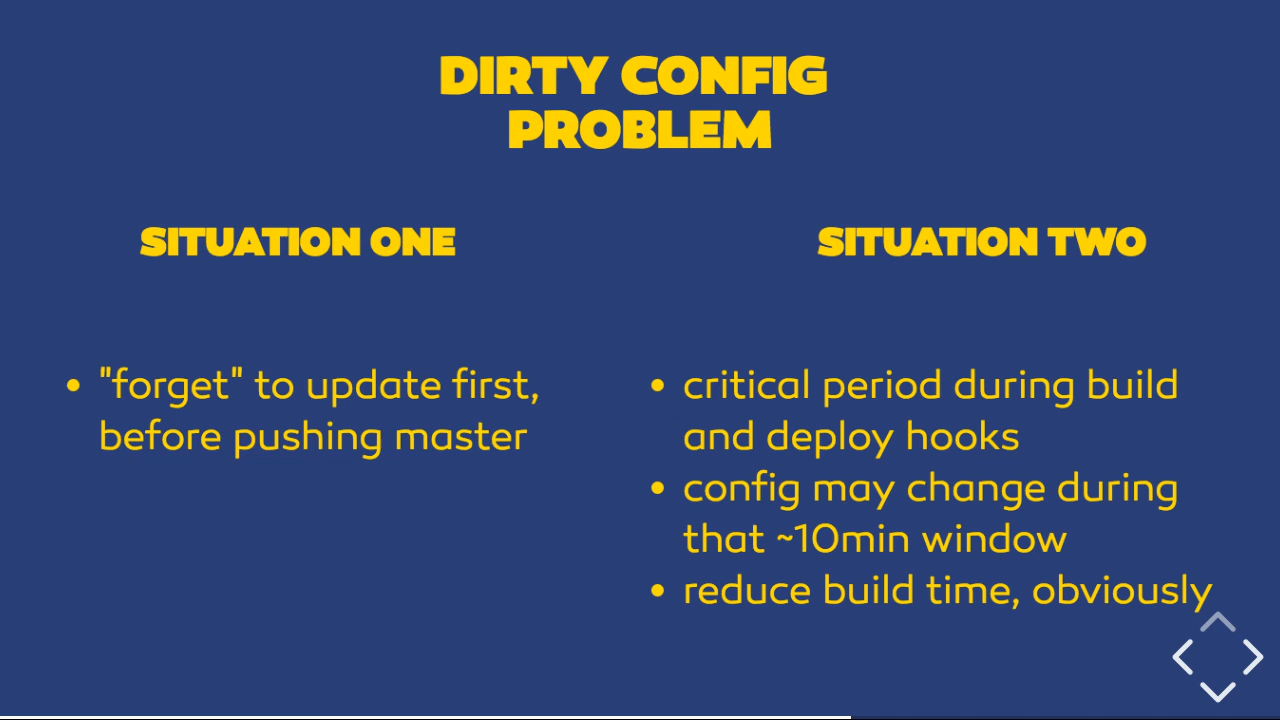 DIRTY CONFIG
PROBLEM
SITUATION ONE
• "forget" to update first,
before pushing master
SITUATION TWO
• critical period during build
and deploy hooks
• config may change during
that ~10min window
• reduce build time, obviously